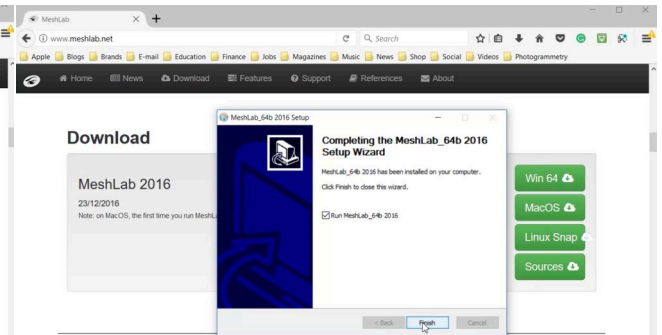 MeshLab
www.meshlab.net
Search
Apple Blogs Brands E-mail Education Finance Jobs Magazines Music News Shop Social Videos Photogrammetry
Home News Download Features Support References About
MeshLab_64b 2016 Setup
Download
Completing the MeshLab_64b 2016
Setup Wizard
MeshLab_64b 2016 has been installed on your computer.
Click Finish to close this wizard.
Run MeshLab_64b 2016
MeshLab 2016
23/12/2016
Note: on MacOS, the first time you run MeshL
Win 64
MacOS
Linux Snap
Sources
< Back Finish Cancel